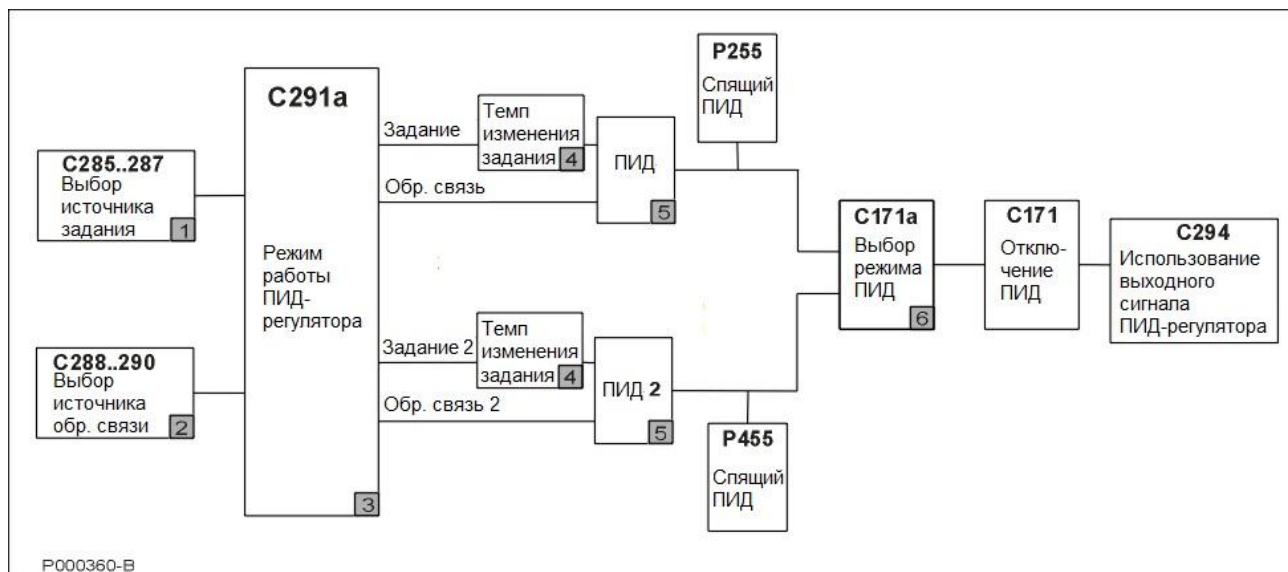 C285..287
Выбор
источника
задания
1
C288..290
Выбор
источника
обр. связи
2
C291a
Режим
работы
ПИД-
регулятора
3
Задание
Обр. связь
Темп
изменения
задания
4
ПИД
5
P255
Спящий
ПИД
Задание 2
Обр. связь 2
Темп
изменения
задания
4
ПИД 2
5
P455
Спящий
ПИД
C171a
Выбор
режима
ПИД
6
C171
Отклю-
чение
ПИД
C294
Использование
выходного
сигнала
ПИД-регулятора
P000360-B